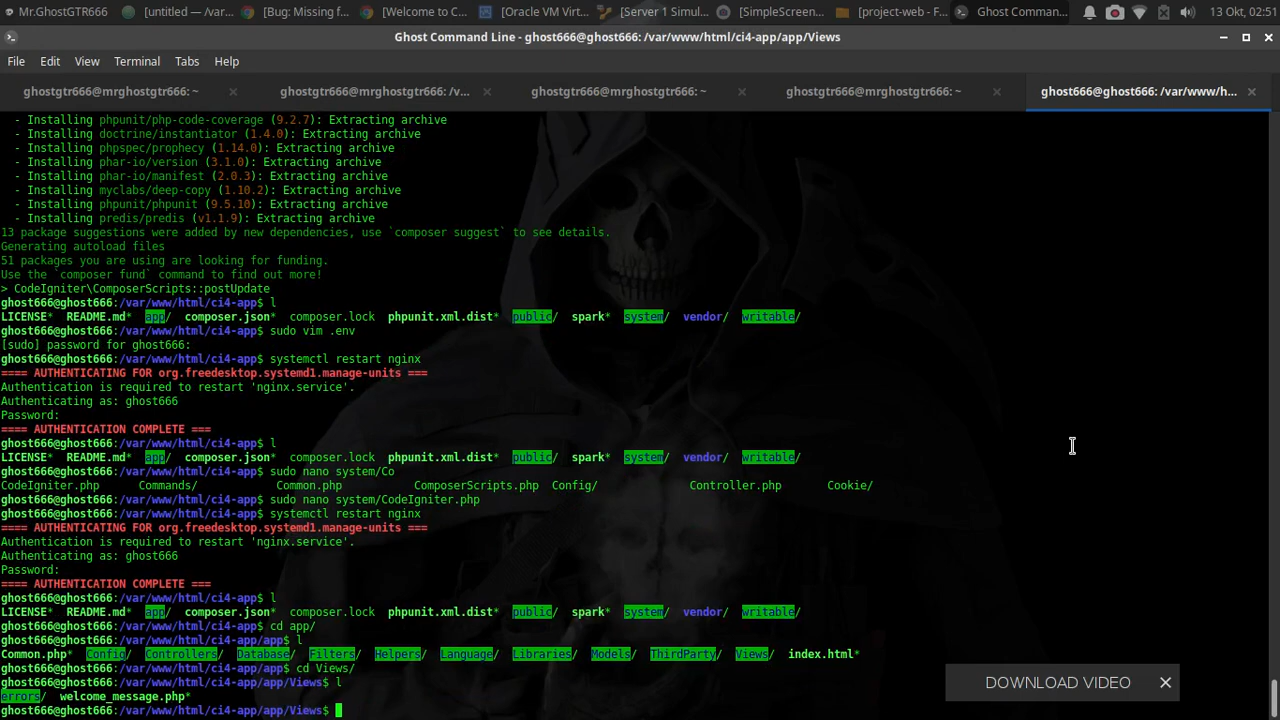 Mr.GhostGTR666 [untitled — /var... [Bug: Missing f... [Welcome to C... [Oracle VM Virt... [Server 1 Simul... [SimpleScreen... [project-web - F... Ghost Comman... 13 Okt, 02:51
Ghost Command Line - ghost666@ghost666: /var/www/html/ci4-app/app/Views
File Edit View Terminal Tabs Help
ghostgtr666@mrghostgtr666: ~ ghostgtr666@mrghostgtr666: /v... ghostgtr666@mrghostgtr666: ~ ghostgtr666@mrghostgtr666: ~ ghost666@ghost666: /var/www/h...
- Installing phpunit/php-code-coverage (9.2.7): Extracting archive
- Installing doctrine/instantiator (1.4.0): Extracting archive
- Installing phpspec/prophecy (1.14.0): Extracting archive
- Installing phar-io/version (3.1.0): Extracting archive
- Installing phar-io/manifest (2.0.3): Extracting archive
- Installing myclabs/deep-copy (1.10.2): Extracting archive
- Installing phpunit/phpunit (9.5.10): Extracting archive
- Installing predis/predis (v1.1.9): Extracting archive
13 package suggestions were added by new dependencies, use `composer suggest` to see details.
Generating autoload files
51 packages you are using are looking for funding.
Use the `composer fund` command to find out more!
> CodeIgniter\ComposerScripts::postUpdate
ghost666@ghost666:/var/www/html/ci4-app$ l
LICENSE* README.md* app/ composer.json* composer.lock phpunit.xml.dist* public/ spark* system/ vendor/ writable/
ghost666@ghost666:/var/www/html/ci4-app$ sudo vim .env
[sudo] password for ghost666:
ghost666@ghost666:/var/www/html/ci4-app$ systemctl restart nginx
==== AUTHENTICATING FOR org.freedesktop.systemd1.manage-units ===
Authentication is required to restart 'nginx.service'.
Authenticating as: ghost666
Password:
==== AUTHENTICATION COMPLETE ===
ghost666@ghost666:/var/www/html/ci4-app$ l
LICENSE* README.md* app/ composer.json* composer.lock phpunit.xml.dist* public/ spark* system/ vendor/ writable/
ghost666@ghost666:/var/www/html/ci4-app$ sudo nano system/Co
CodeIgniter.php Commands/ Common.php ComposerScripts.php Config/ Controller.php Cookie/
ghost666@ghost666:/var/www/html/ci4-app$ sudo nano system/CodeIgniter.php
ghost666@ghost666:/var/www/html/ci4-app$ systemctl restart nginx
==== AUTHENTICATING FOR org.freedesktop.systemd1.manage-units ===
Authentication is required to restart 'nginx.service'.
Authenticating as: ghost666
Password:
==== AUTHENTICATION COMPLETE ===
ghost666@ghost666:/var/www/html/ci4-app$ l
LICENSE* README.md* app/ composer.json* composer.lock phpunit.xml.dist* public/ spark* system/ vendor/ writable/
ghost666@ghost666:/var/www/html/ci4-app$ cd app/
ghost666@ghost666:/var/www/html/ci4-app/app$ l
Common.php* Config/ Controllers/ Database/ Filters/ Helpers/ Language/ Libraries/ Models/ ThirdParty/ Views/ index.html*
ghost666@ghost666:/var/www/html/ci4-app/app$ cd Views/
ghost666@ghost666:/var/www/html/ci4-app/app/Views$ l
errors/ welcome_message.php*
ghost666@ghost666:/var/www/html/ci4-app/app/Views$
DOWNLOAD VIDEO